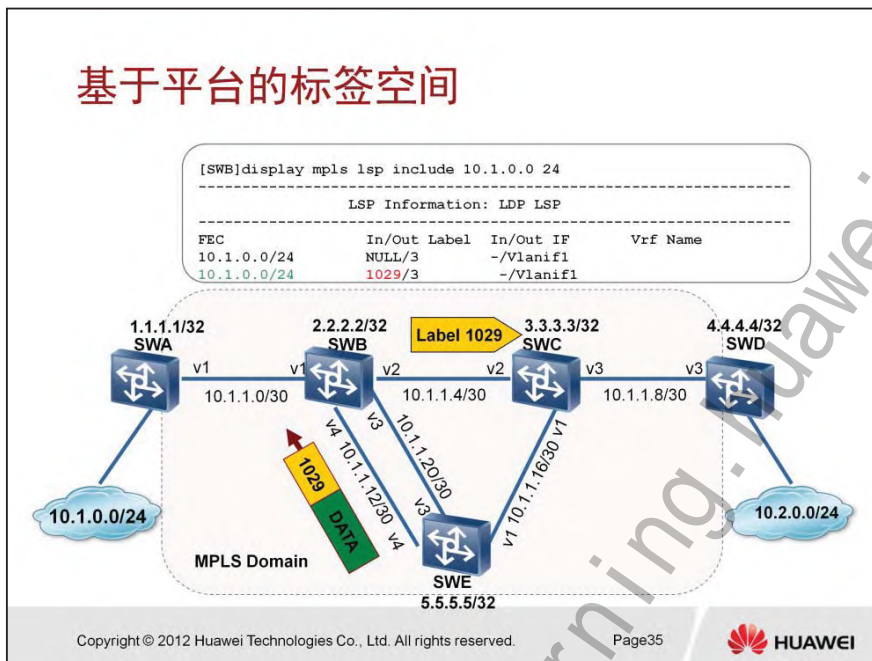 基于平台的标签空间
[SWB]display mpls lsp include 10.1.0.0 24
LSP Information: LDP LSP
FEC In/Out Label In/Out IF Vrf Name
10.1.0.0/24 NULL/3 -/Vlanif1
10.1.0.0/24 1029/3 -/Vlanif1
1.1.1.1/32
SWA
2.2.2.2/32
SWB
Label 1029
3.3.3.3/32
SWC
4.4.4.4/32
SWD
v1
v1
v2
v2
v3
v3
10.1.1.0/30
10.1.1.4/30
10.1.1.8/30
v4 10.1.1.12/30 v4
v3 10.1.1.20/30 v3
v1 10.1.1.16/30 v1
1029 DATA
10.1.0.0/24
10.2.0.0/24
MPLS Domain
SWE
5.5.5.5/32
Copyright © 2012 Huawei Technologies Co., Ltd. All rights reserved.
Page35
HUAWEI
rning.huawei.